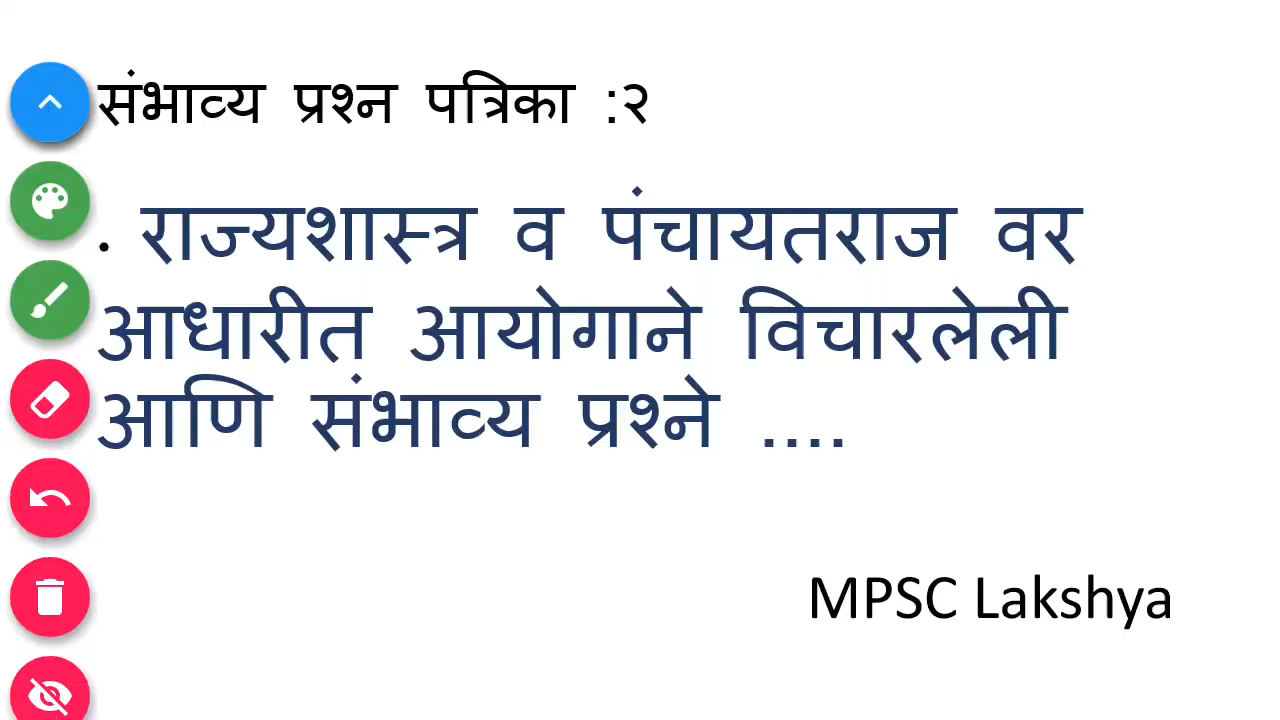 संभाव्य प्रश्न पत्रिका :२
. राज्यशास्त्र व पंचायतराज वर
आधारीत आयोगाने विचारलेली
आणि संभाव्य प्रश्ने ....
MPSC Lakshya